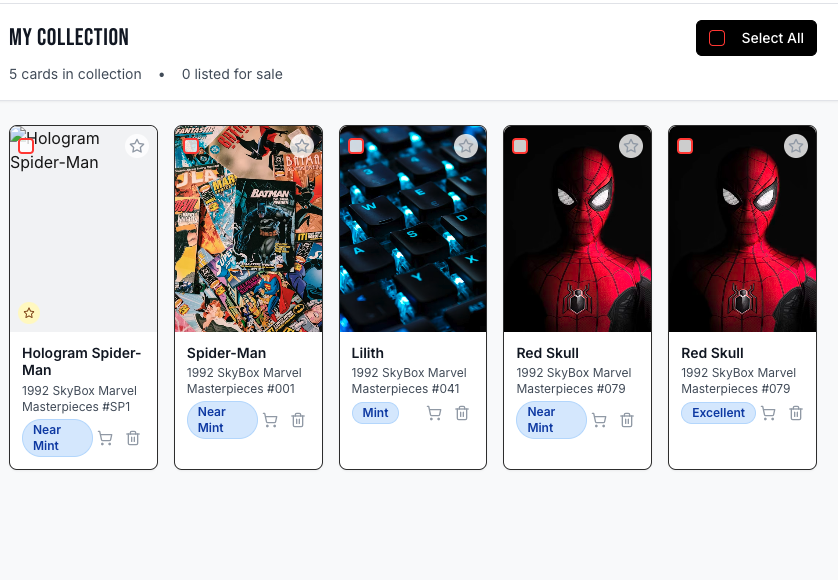 MY COLLECTION
5 cards in collection • 0 listed for sale
Select All
Hologram
Spider-Man
BATMAN
Hologram Spider-
Man
1992 SkyBox Marvel
Masterpieces #SP1
Near
Mint
Spider-Man
1992 SkyBox Marvel
Masterpieces #001
Near
Mint
Lilith
1992 SkyBox Marvel
Masterpieces #041
Mint
Red Skull
1992 SkyBox Marvel
Masterpieces #079
Near
Mint
Red Skull
1992 SkyBox Marvel
Masterpieces #079
Excellent